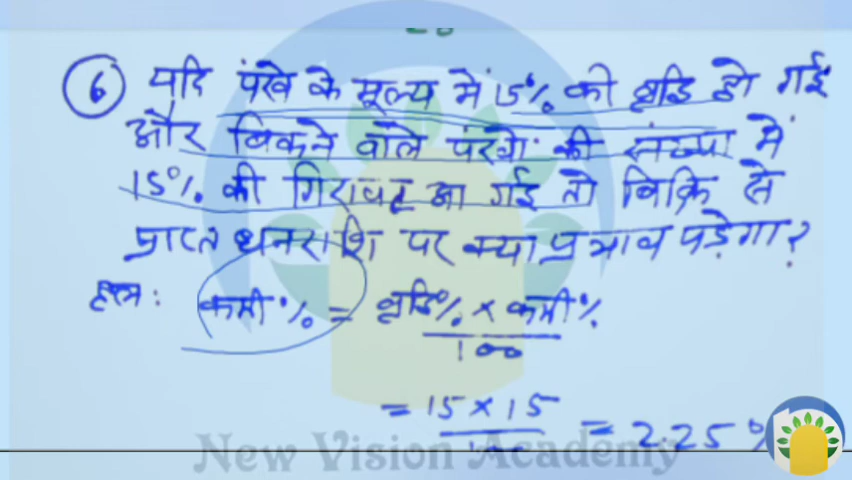 6 यदि पंखे के मूल्य में 15% की वृद्धि हो गई
और बिकने वाले पंखो की संख्या में
15% की गिरावट आ गई तो बिक्रि से
प्राप्त धनराशि पर क्या प्रभाव पड़ेगा?
हल: कमी% = वृद्धि% × कमी%
100
= 15 × 15 = 2.25%
New Vision Academy